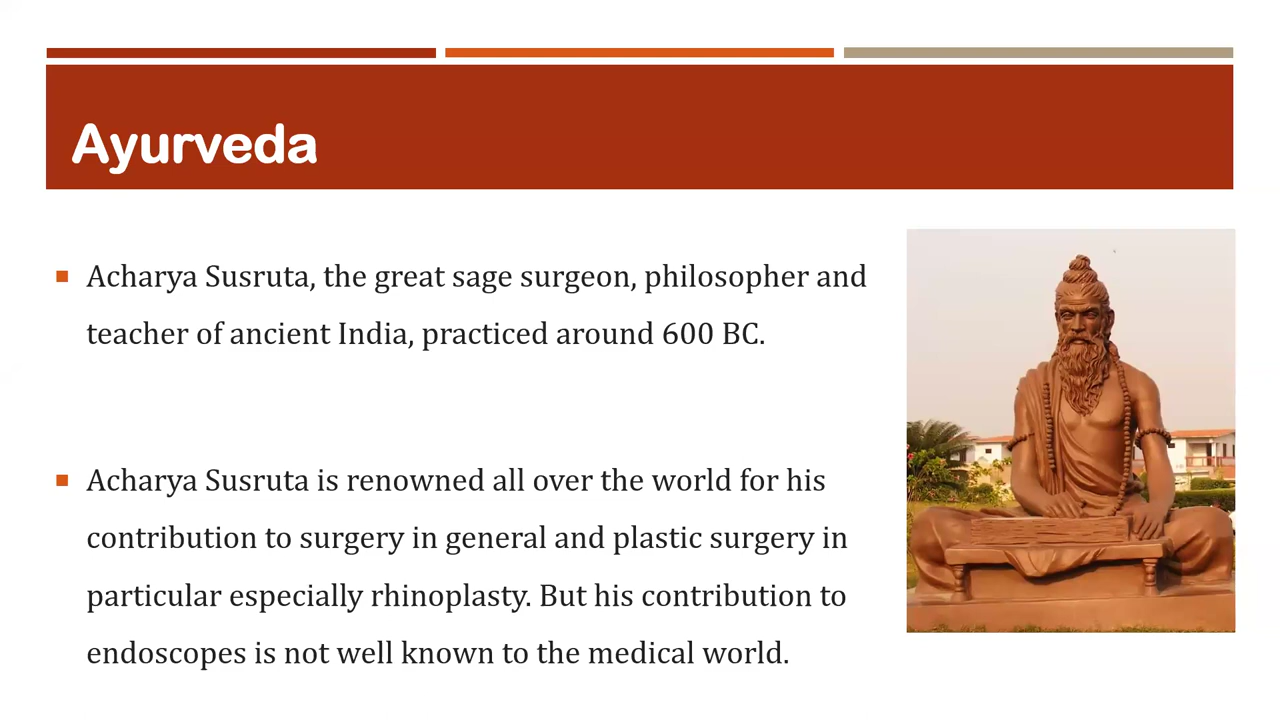 Ayurveda
Acharya Susruta, the great sage surgeon, philosopher and
teacher of ancient India, practiced around 600 BC.
Acharya Susruta is renowned all over the world for his
contribution to surgery in general and plastic surgery in
particular especially rhinoplasty. But his contribution to
endoscopes is not well known to the medical world.